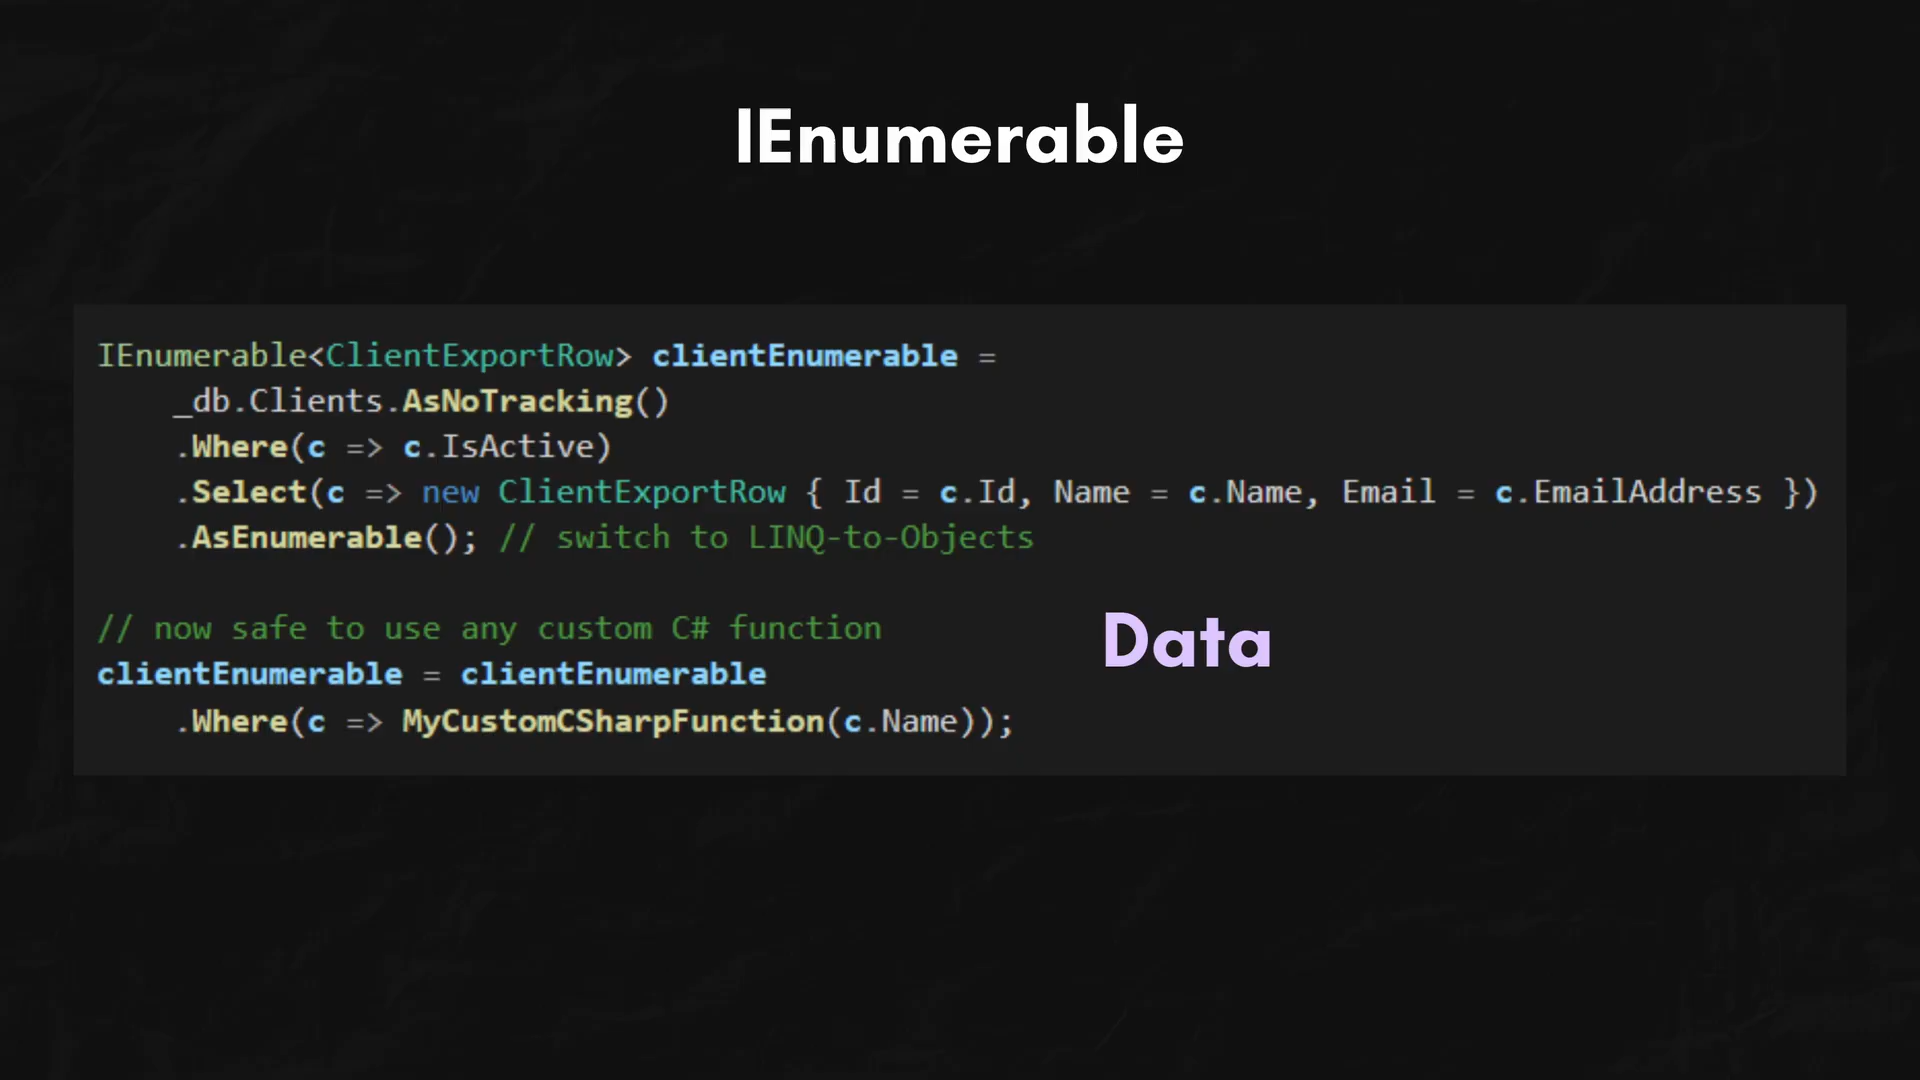 IEnumerable
IEnumerable<ClientExportRow> clientEnumerable =
_db.Clients.AsNoTracking()
.Where(c => c.IsActive)
.Select(c => new ClientExportRow { Id = c.Id, Name = c.Name, Email = c.EmailAddress })
.AsEnumerable(); // switch to LINQ-to-Objects
// now safe to use any custom C# function
Data
clientEnumerable = clientEnumerable
.Where(c => MyCustomCSharpFunction(c.Name));